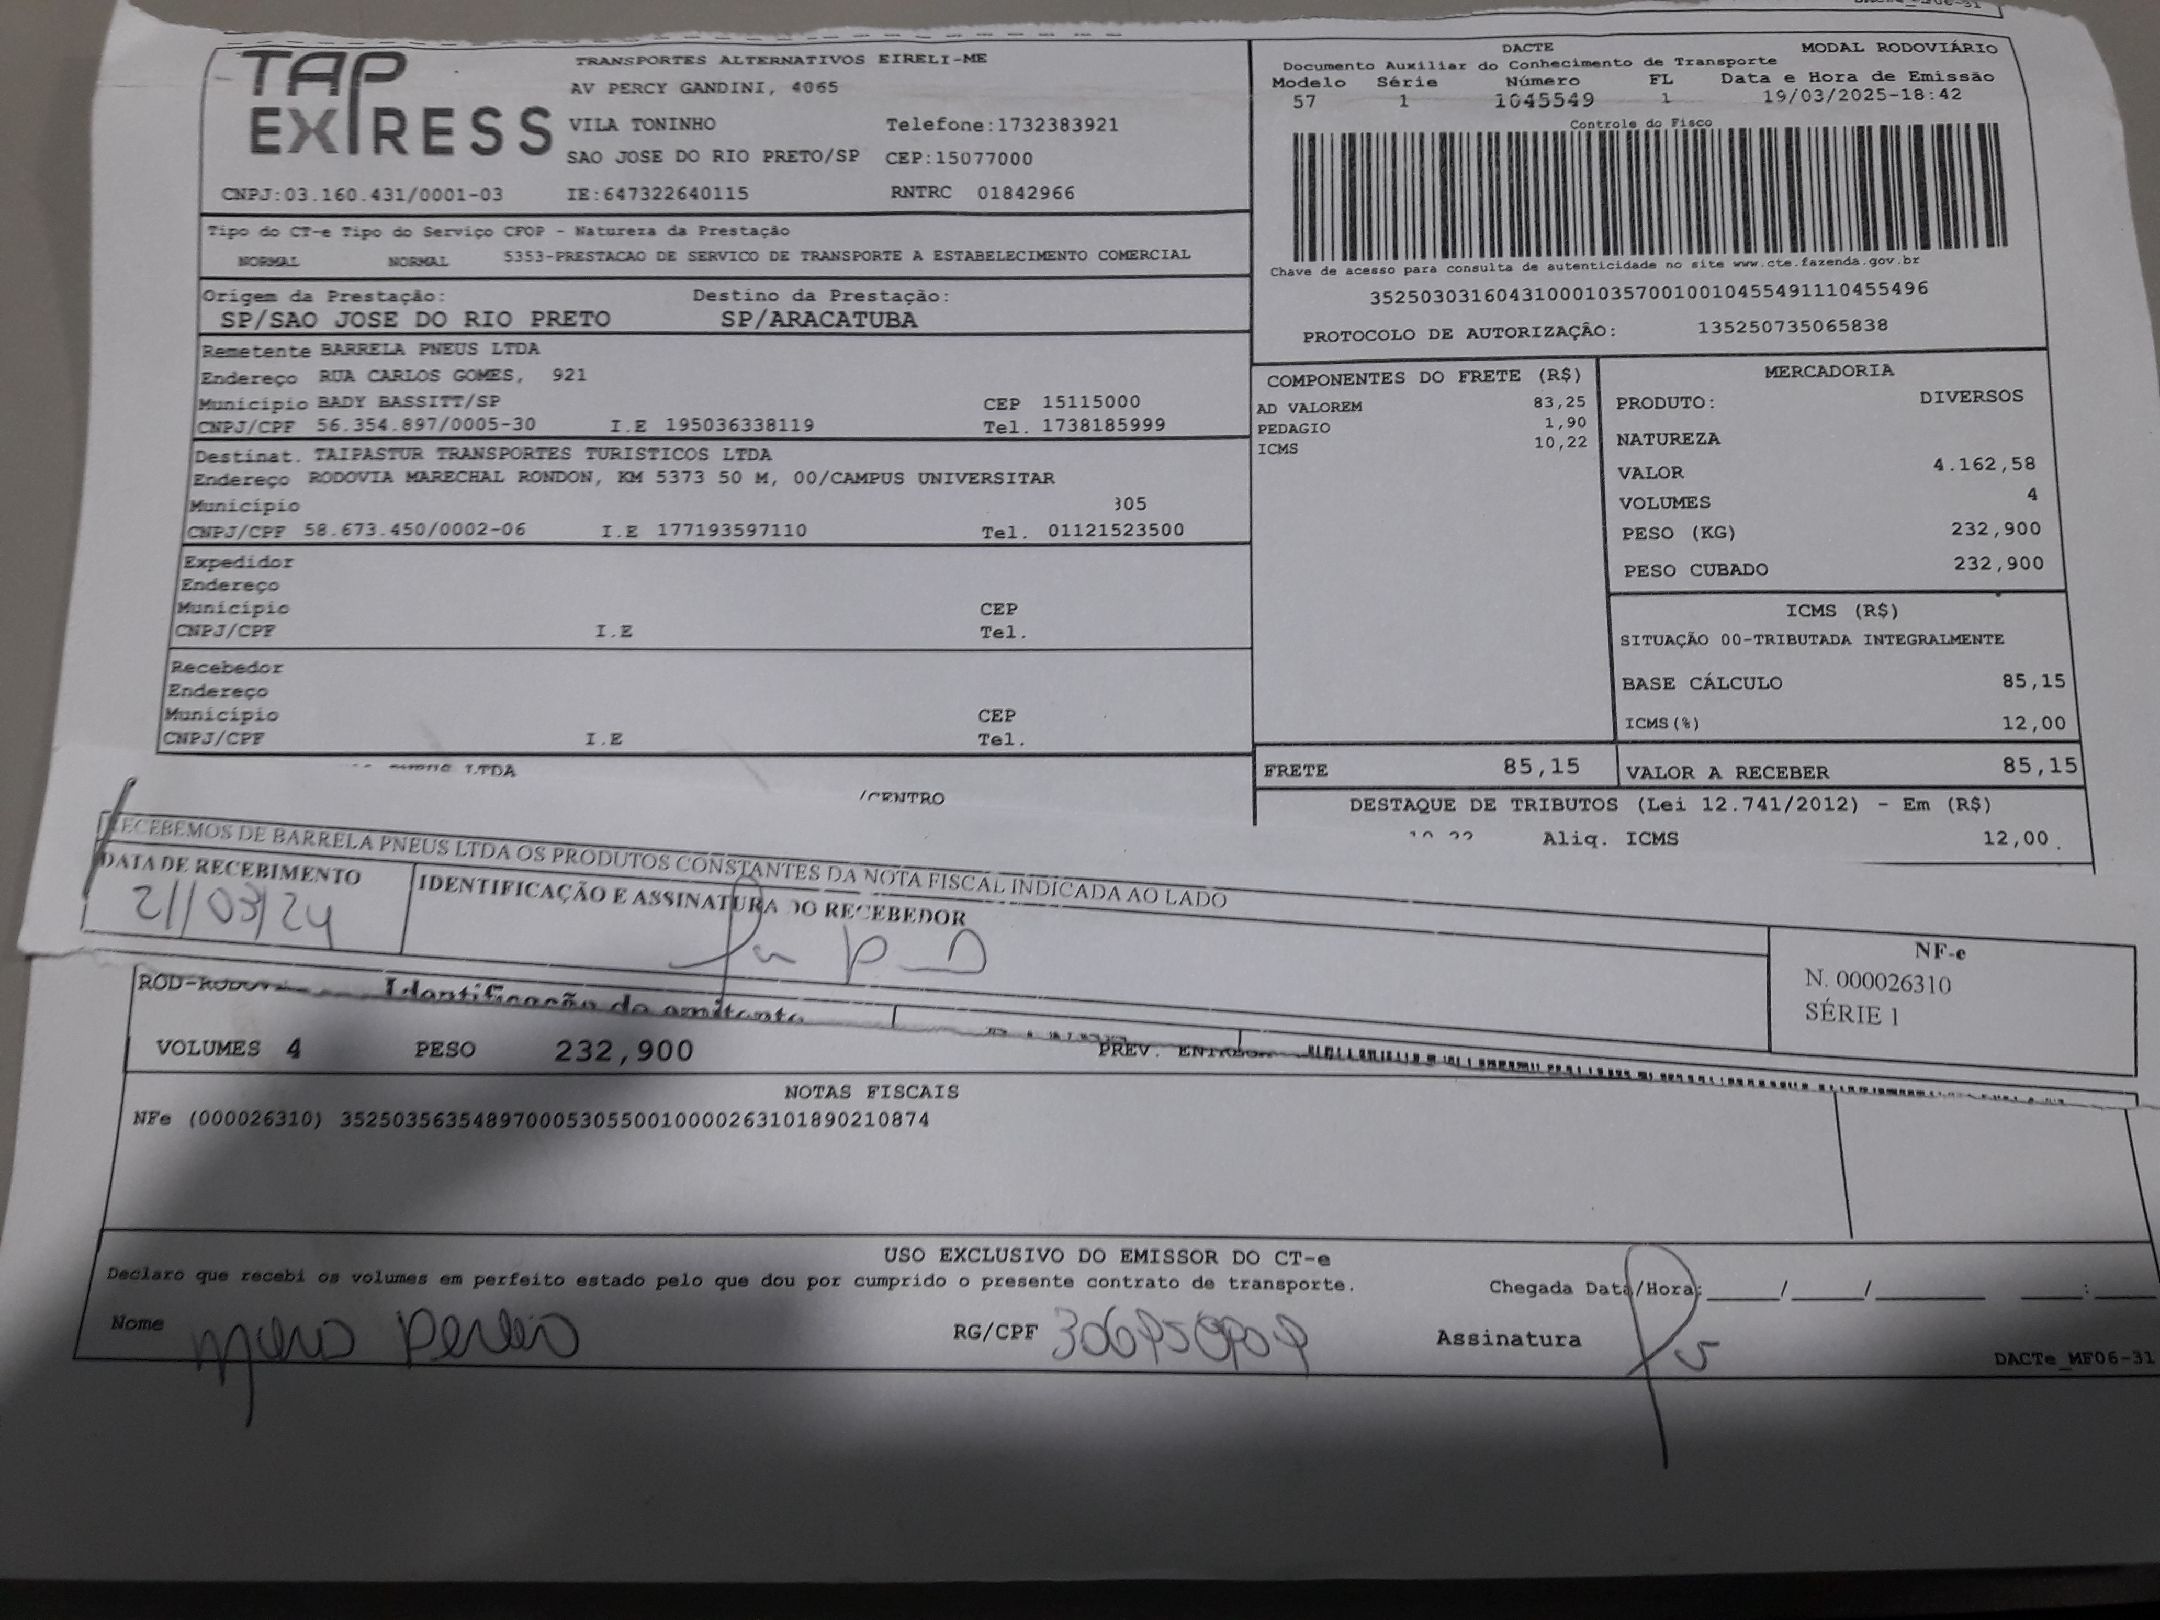 TAP EXPRESS
TRANSPORTES ALTERNATIVOS EIRELI-ME
AV PERCY GANDINI, 4065
VILA TONINHO Telefone:1732383921
SAO JOSE DO RIO PRETO/SP CEP:15077000
CNPJ:03.160.431/0001-03 IE:647322640115 RNTRC 01842966
DACTE MODAL RODOVIÁRIO
Documento Auxiliar do Conhecimento de Transporte
Modelo Série Número FL Data e Hora de Emissão
57 1 1045549 1 19/03/2025-18:42
Controle do Fisco
Chave de acesso para consulta de autenticidade no site www.cte.fazenda.gov.br
35250303160431000103570010010455491110455496
PROTOCOLO DE AUTORIZAÇÃO: 135250735065838
Tipo do CT-e Tipo do Serviço CFOP - Natureza da Prestação
NORMAL NORMAL 5353-PRESTACAO DE SERVICO DE TRANSPORTE A ESTABELECIMENTO COMERCIAL
Origem da Prestação: Destino da Prestação:
SP/SAO JOSE DO RIO PRETO SP/ARACATUBA
Remetente BARRELA PNEUS LTDA
Endereço RUA CARLOS GOMES, 921
Município BADY BASSITT/SP CEP 15115000
CNPJ/CPF 56.354.897/0005-30 I.E 195036338119 Tel. 1738185999
Destinat. TAIPASTUR TRANSPORTES TURISTICOS LTDA
Endereço RODOVIA MARECHAL RONDON, KM 5373 50 M, 00/CAMPUS UNIVERSITAR
Município 305
CNPJ/CPF 58.673.450/0002-06 I.E 177193597110 Tel. 01121523500
Expedidor
Endereço
Município CEP
CNPJ/CPF I.E Tel.
Recebedor
Endereço
Município CEP
CNPJ/CPF I.E Tel.
COMPONENTES DO FRETE (R$)
AD VALOREM 83,25
PEDAGIO 1,90
ICMS 10,22
MERCADORIA
PRODUTO: DIVERSOS
NATUREZA
VALOR 4.162,58
VOLUMES 4
PESO (KG) 232,900
PESO CUBADO 232,900
ICMS (R$)
SITUAÇÃO 00-TRIBUTADA INTEGRALMENTE
BASE CÁLCULO 85,15
ICMS(%) 12,00
FRETE 85,15 VALOR A RECEBER 85,15
LTDA
/CENTRO
DESTAQUE DE TRIBUTOS (Lei 12.741/2012) - Em (R$)
10,22 Aliq. ICMS 12,00
RECEBEMOS DE BARRELA PNEUS LTDA OS PRODUTOS CONSTANTES DA NOTA FISCAL INDICADA AO LADO
DATA DE RECEBIMENTO IDENTIFICAÇÃO E ASSINATURA DO RECEBEDOR
21/03/24
NF-e
N. 000026310
SÉRIE 1
Identificação do emitente
VOLUMES 4 PESO 232,900 PREV.
NOTAS FISCAIS
NFe (000026310) 35250356354897000530550010000263101890210874
USO EXCLUSIVO DO EMISSOR DO CT-e
Declaro que recebi os volumes em perfeito estado pelo que dou por cumprido o presente contrato de transporte. Chegada Data/Hora:____/____/____ __:__
Nome RG/CPF Assinatura
DACTe_MF06-31